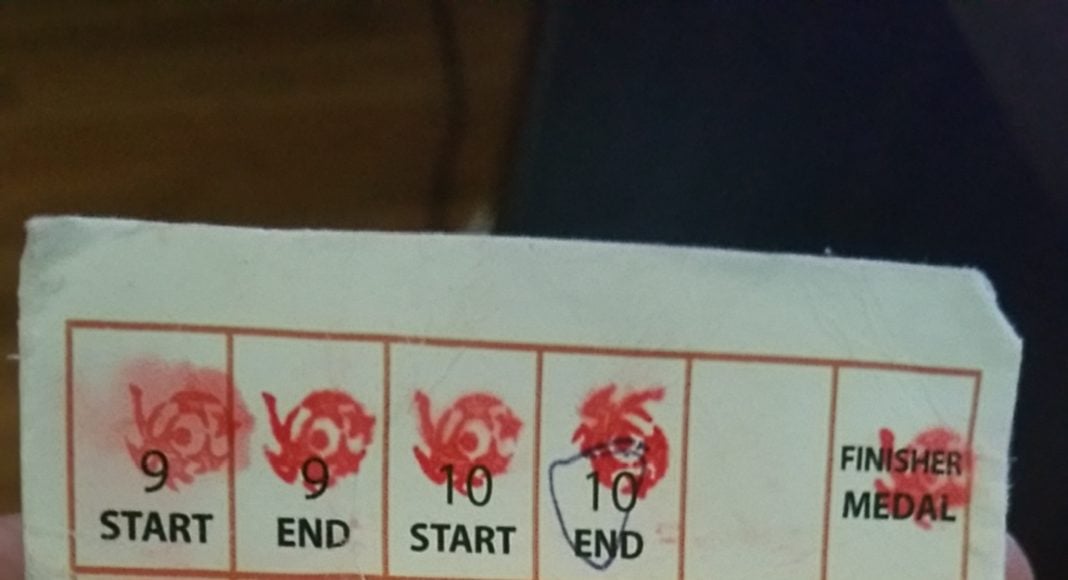 9
START
9
END
10
START
10
END
FINISHER
MEDAL